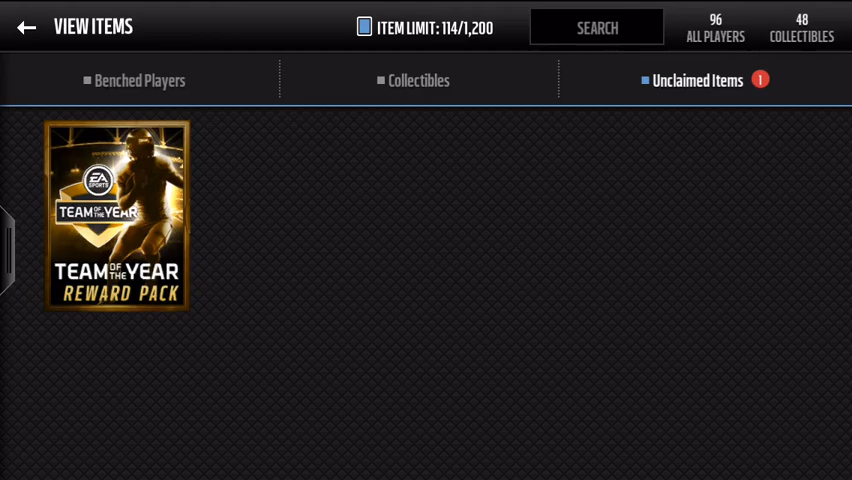 VIEW ITEMS
ITEM LIMIT: 114/1,200
SEARCH
96
ALL PLAYERS
48
COLLECTIBLES
Benched Players
Collectibles
Unclaimed Items
1
EA
SPORTS
TEAM OF THE YEAR
TEAM OF THE YEAR
REWARD PACK